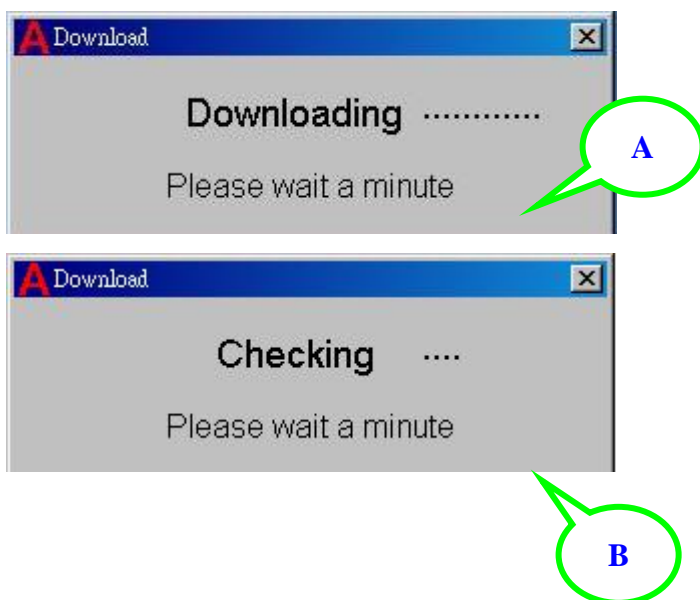 A Download
Downloading ............
Please wait a minute
A
A Download
Checking ....
Please wait a minute
B